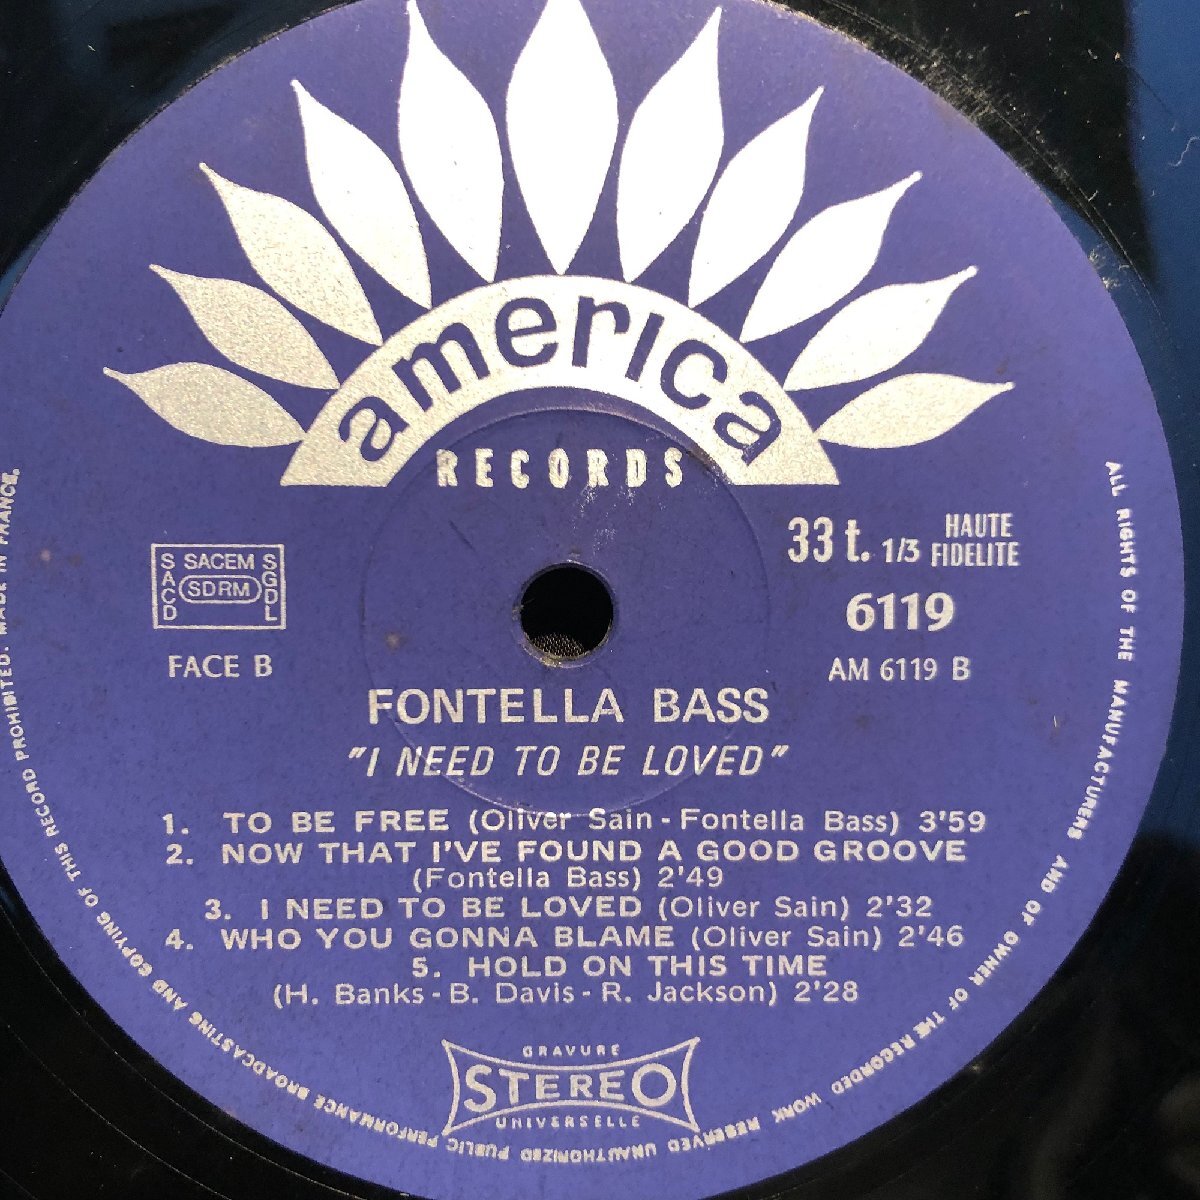 america
RECORDS
SACEM
SACD
SDRM
SGDL
FACE B
33 t. 1/3 HAUTE FIDELITE
6119
AM 6119 B
FONTELLA BASS
"I NEED TO BE LOVED"
1. TO BE FREE (Oliver Sain - Fontella Bass) 3'59
2. NOW THAT I'VE FOUND A GOOD GROOVE
(Fontella Bass) 2'49
3. I NEED TO BE LOVED (Oliver Sain) 2'32
4. WHO YOU GONNA BLAME (Oliver Sain) 2'46
5. HOLD ON THIS TIME
(H. Banks - B. Davis - R. Jackson) 2'28
GRAVURE
STEREO
UNIVERSELLE
ALL RIGHTS OF THE MANUFACTURERS AND OF OWNER OF THE RECORDED WORK RESERVED UNAUTHORIZED PUBLIC PERFORMANCE BROADCASTING AND COPYING OF THIS RECORD PROHIBITED. MADE IN FRANCE.